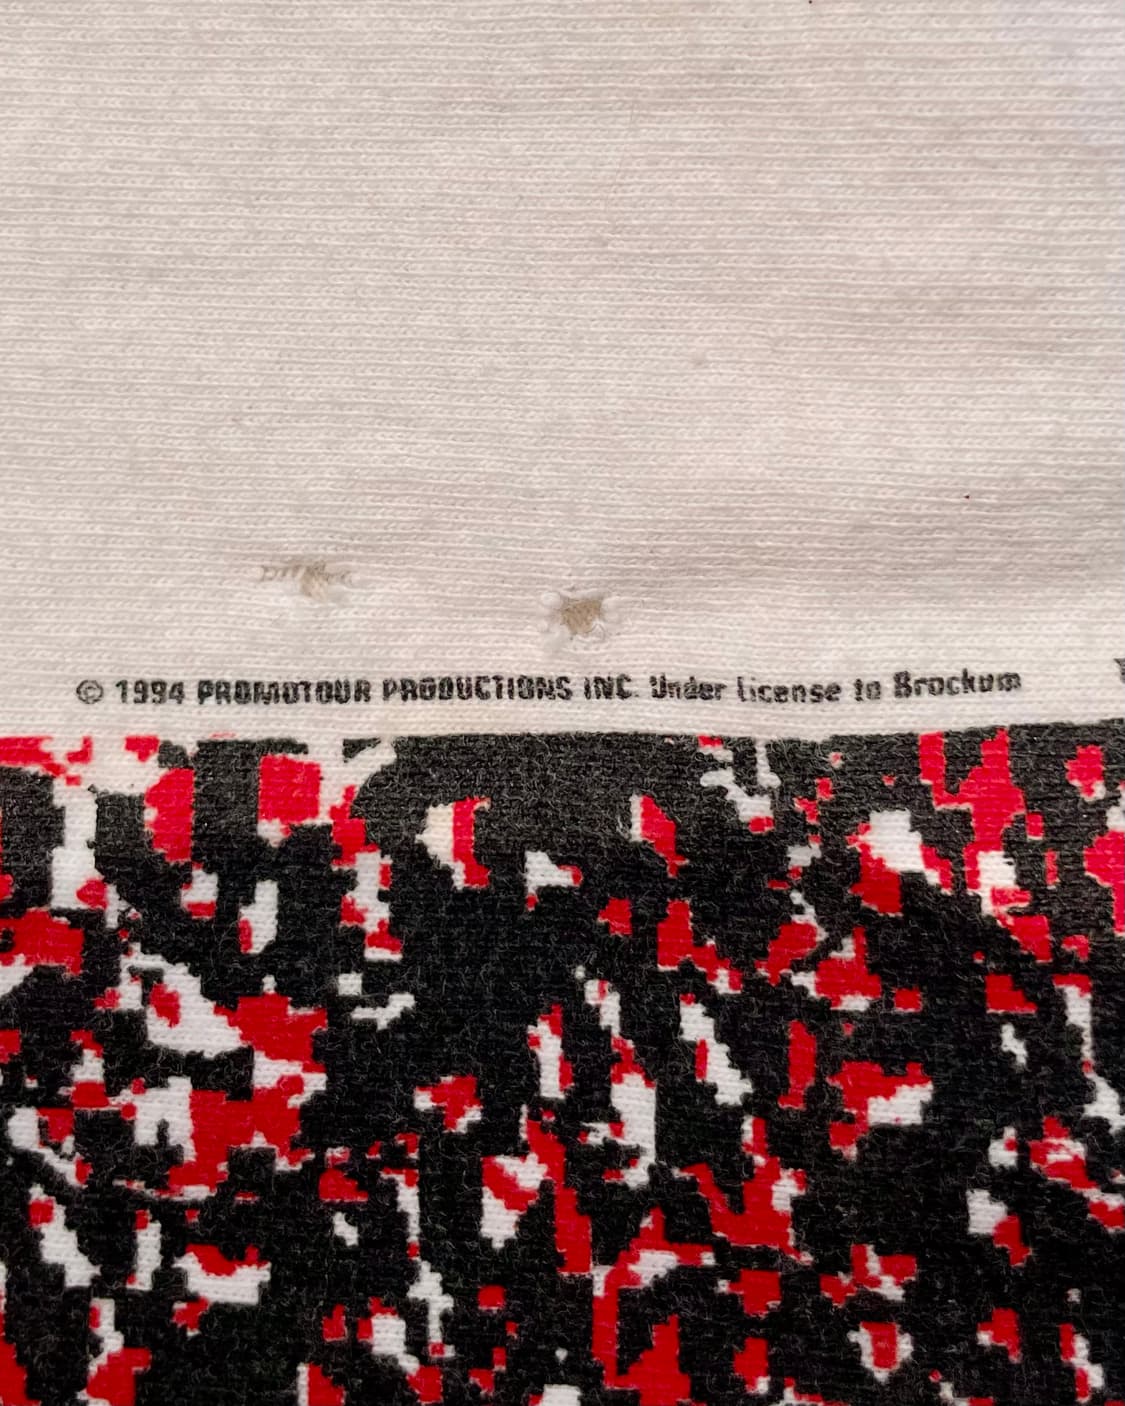 © 1994 PROMOTOUR PRODUCTIONS INC. Under license to Brockum